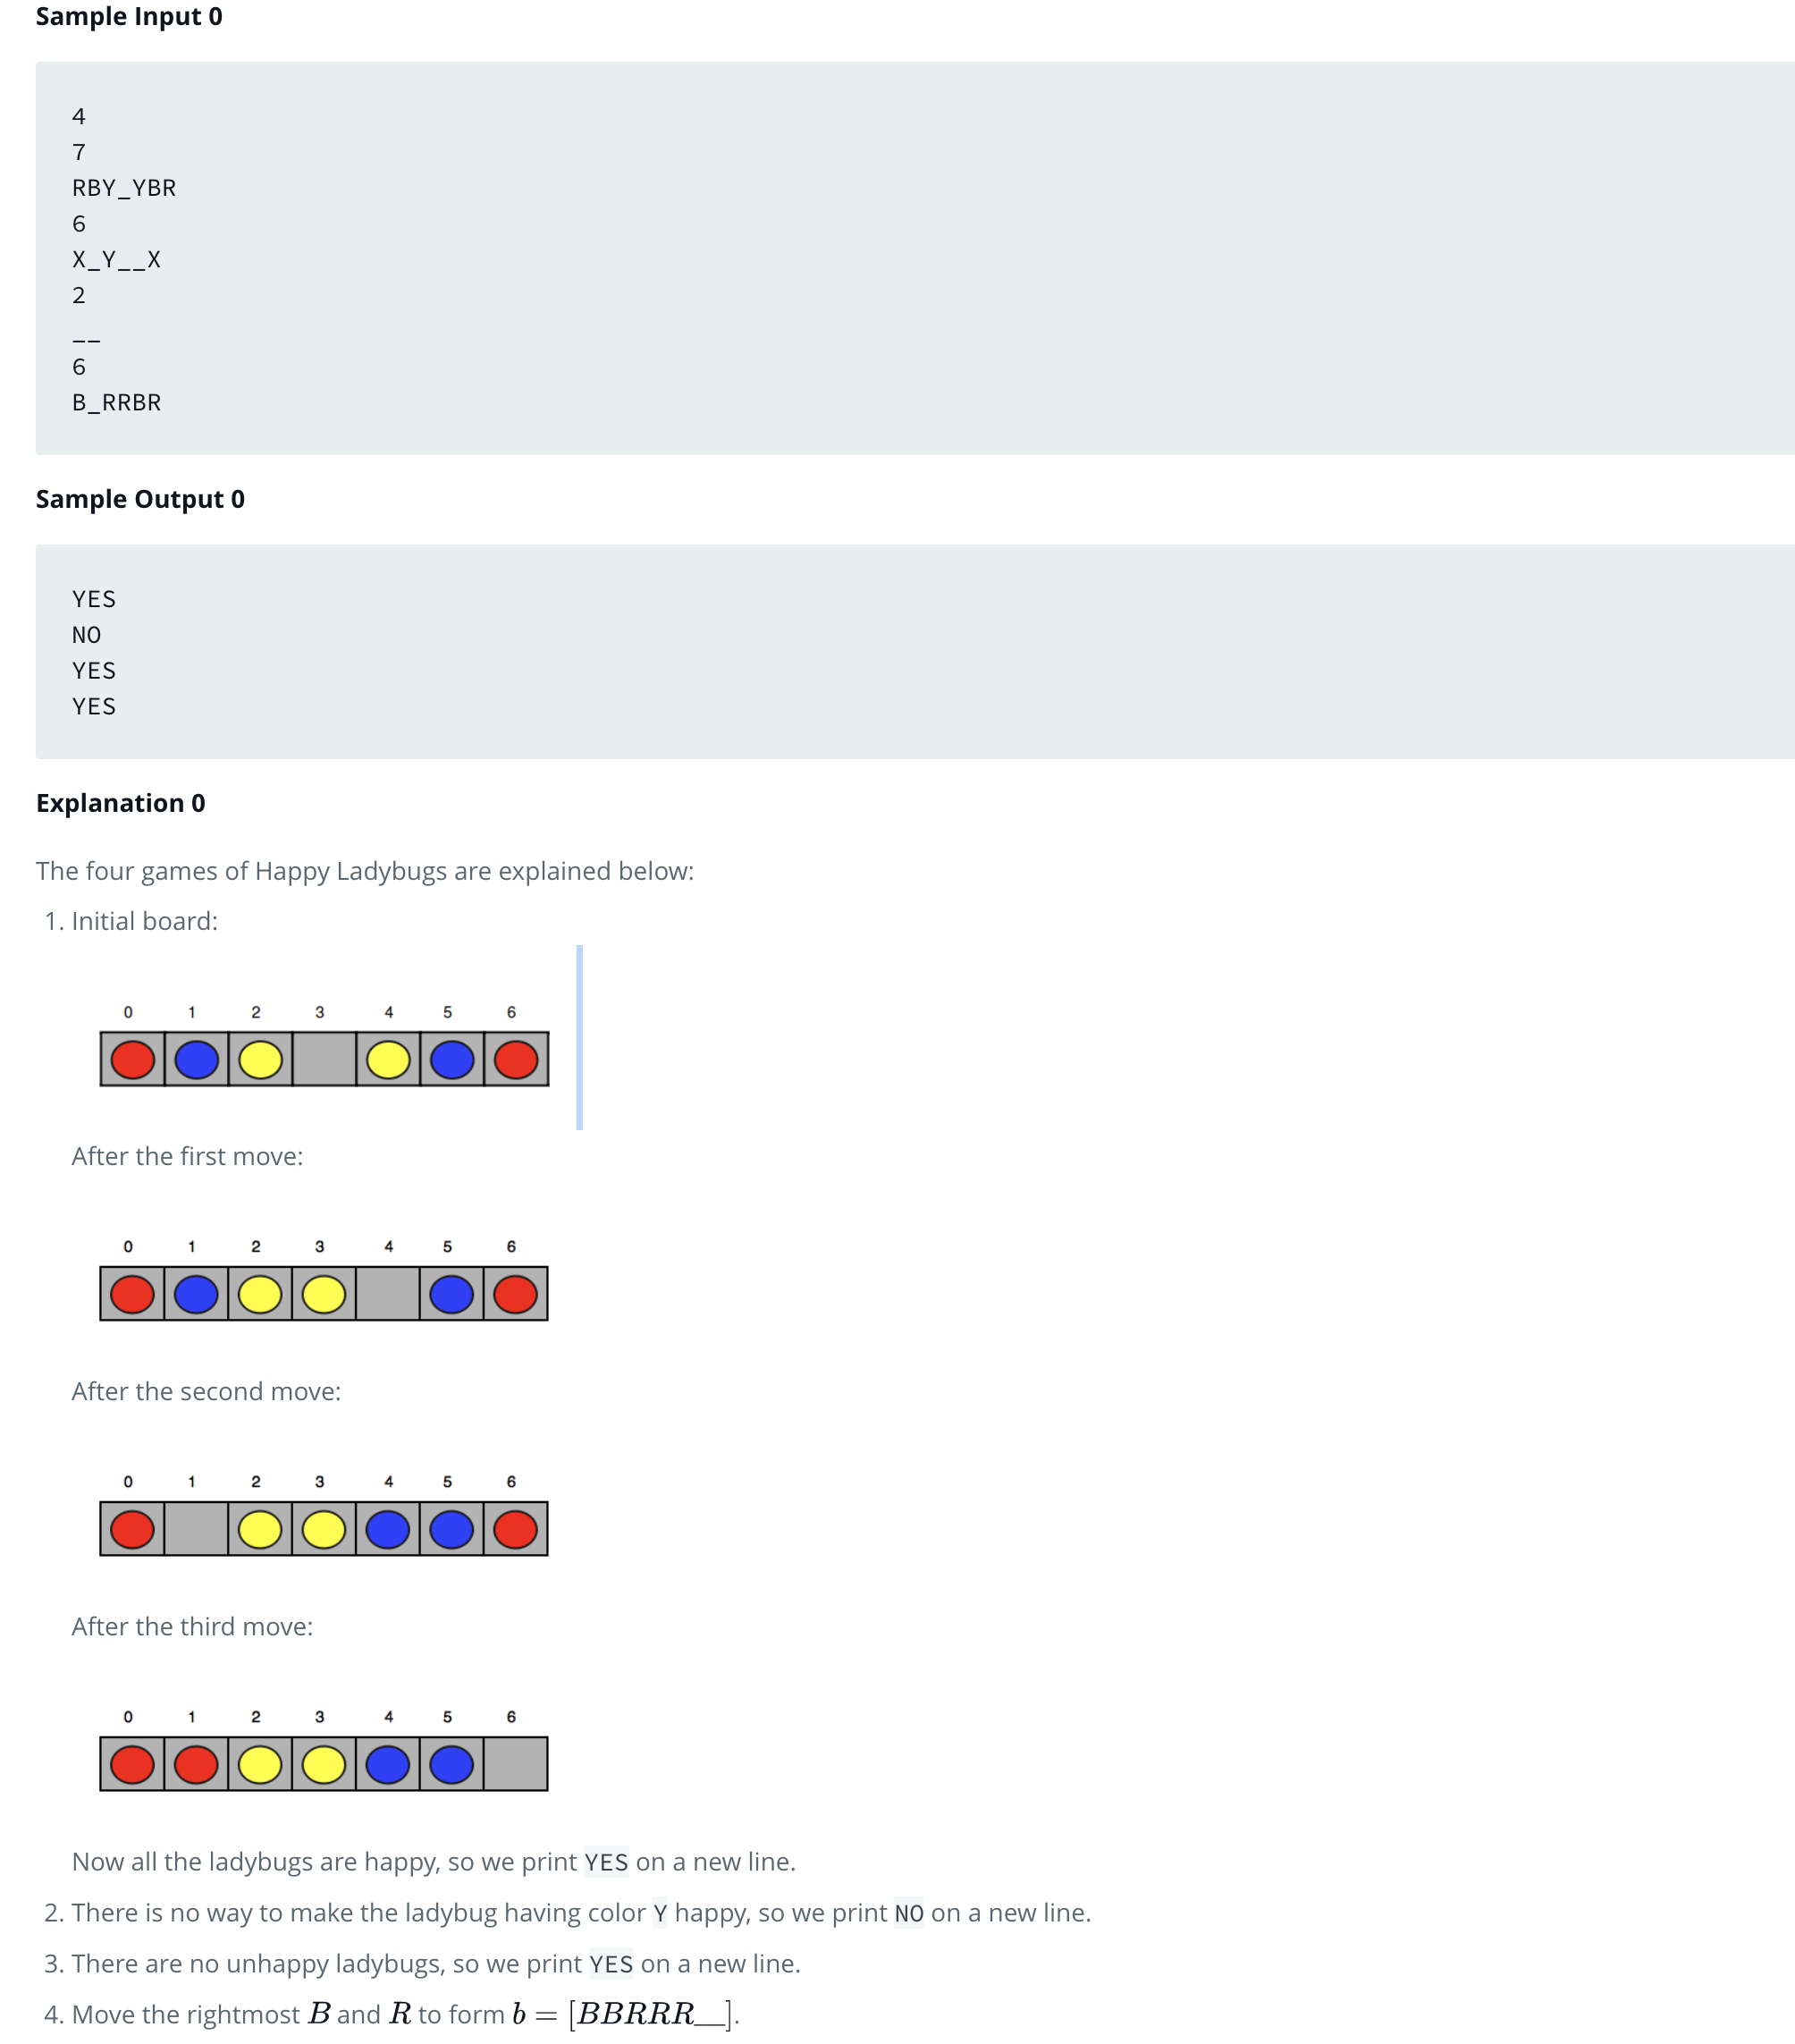 Sample Input 0
4
7
RBY_YBR
6
X_Y__X
2
__
6
B_RRBR
Sample Output 0
YES
NO
YES
YES
Explanation 0
The four games of Happy Ladybugs are explained below:
1. Initial board:
0 1 2 3 4 5 6
After the first move:
0 1 2 3 4 5 6
After the second move:
0 1 2 3 4 5 6
After the third move:
0 1 2 3 4 5 6
Now all the ladybugs are happy, so we print YES on a new line.
2. There is no way to make the ladybug having color Y happy, so we print NO on a new line.
3. There are no unhappy ladybugs, so we print YES on a new line.
4. Move the rightmost B and R to form b = [BBRRR__].